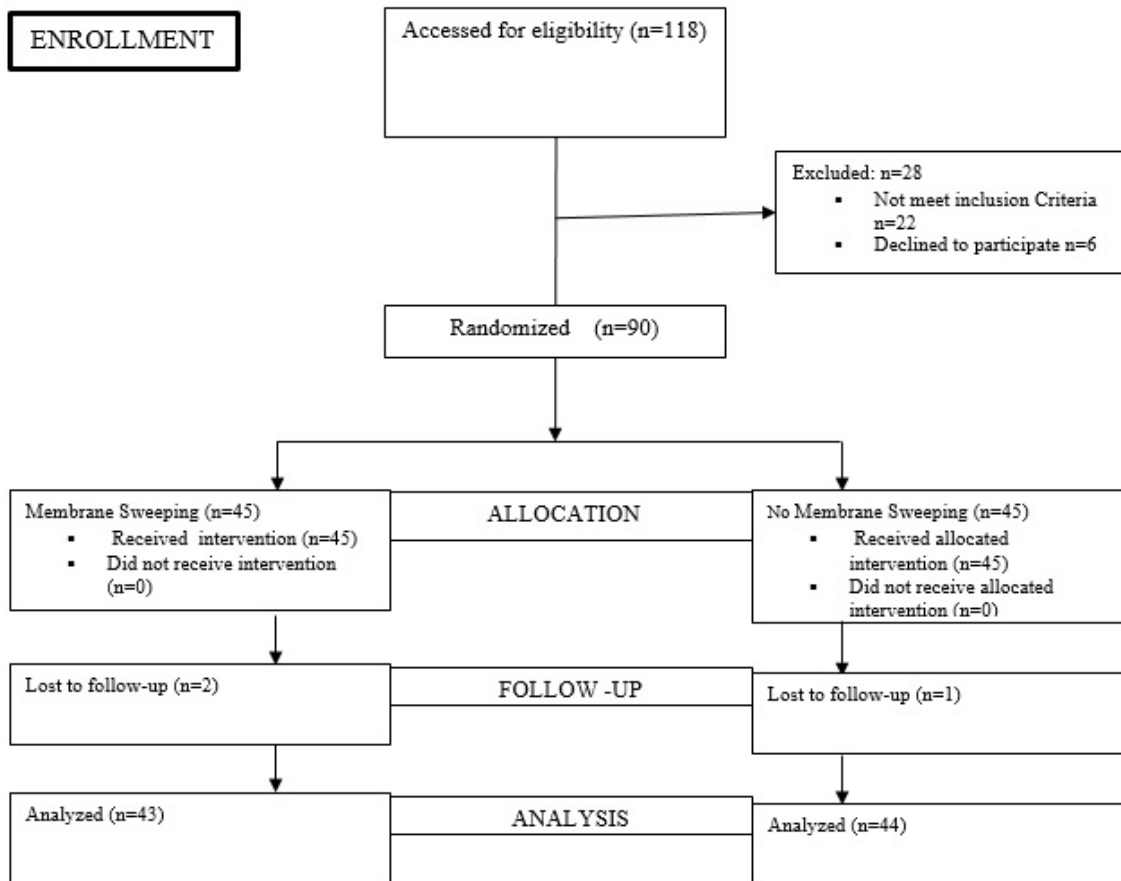 ENROLLMENT
Accessed for eligibility (n=118)
Excluded: n=28
▪ Not meet inclusion Criteria
n=22
▪ Declined to participate n=6
Randomized (n=90)
Membrane Sweeping (n=45)
▪ Received intervention (n=45)
▪ Did not receive intervention
(n=0)
ALLOCATION
No Membrane Sweeping (n=45)
▪ Received allocated
intervention (n=45)
▪ Did not receive allocated
intervention (n=0)
Lost to follow-up (n=2)
FOLLOW -UP
Lost to follow-up (n=1)
Analyzed (n=43)
ANALYSIS
Analyzed (n=44)